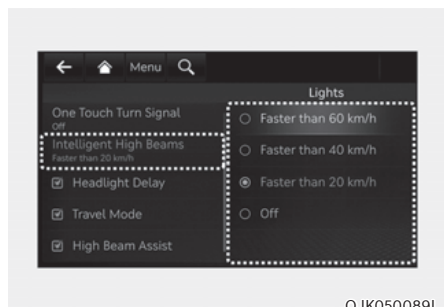 Menu
Lights
One Touch Turn Signal
Off
Intelligent High Beams
Faster than 20 km/h
Headlight Delay
Travel Mode
High Beam Assist
Faster than 60 km/h
Faster than 40 km/h
Faster than 20 km/h
Off
OJK050089L